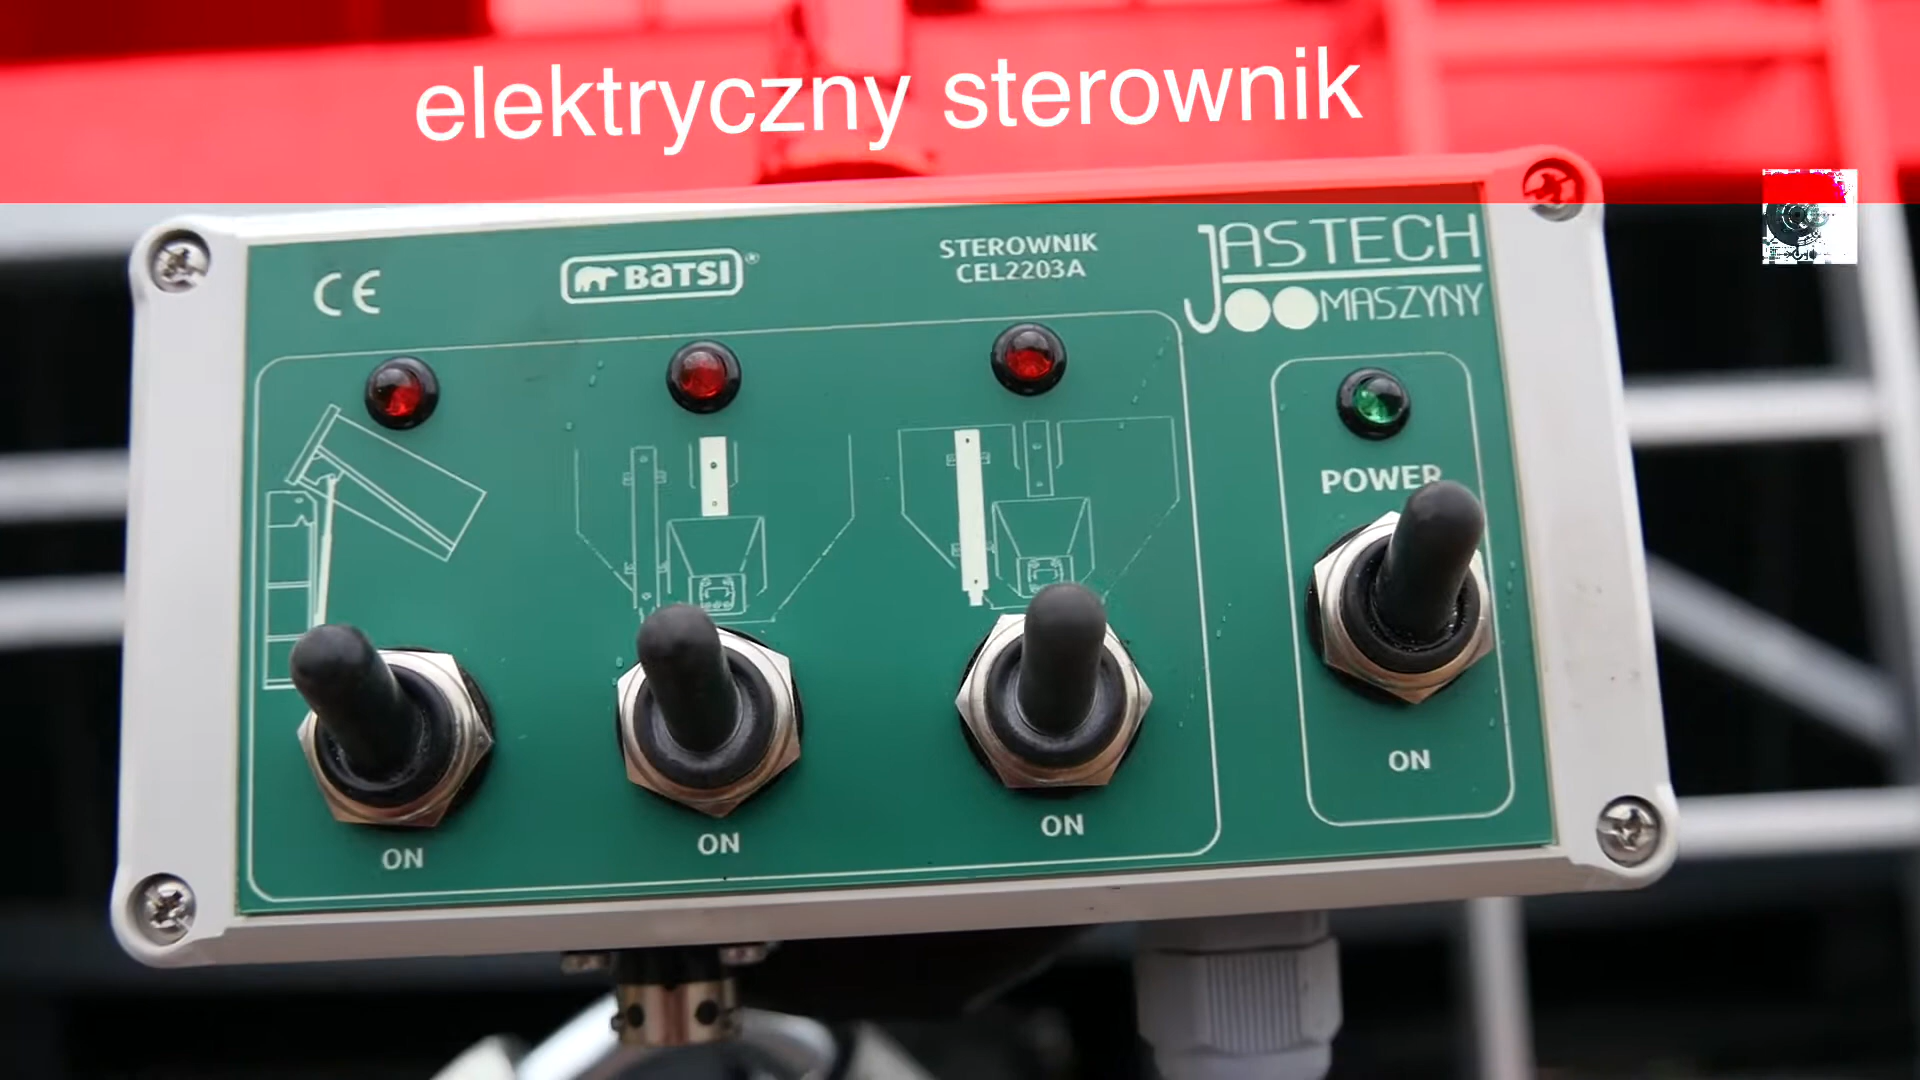 elektryczny sterownik
CE
BaTSI®
STEROWNIK
CEL2203A
JASTECH
MASZYNY
POWER
ON
ON
ON
ON